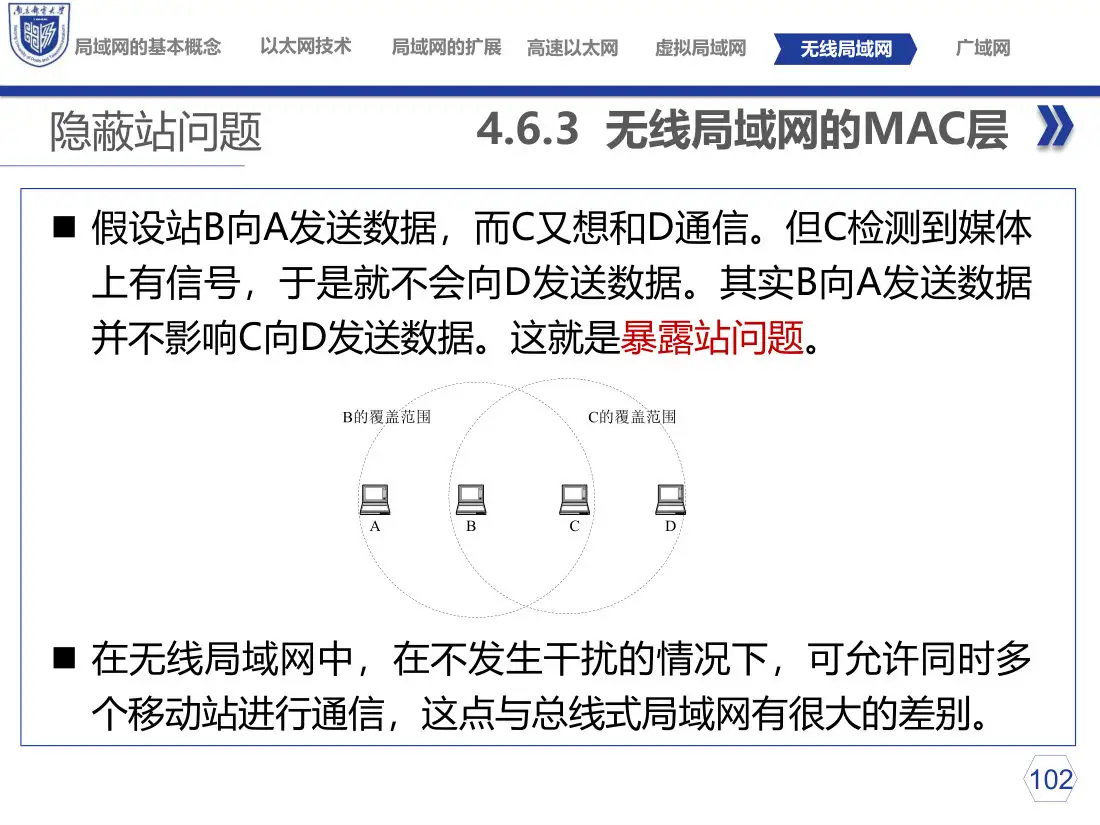 南京邮电大学
局域网的基本概念 以太网技术 局域网的扩展 高速以太网 虚拟局域网 无线局域网 广域网
隐蔽站问题
4.6.3 无线局域网的MAC层
■ 假设站B向A发送数据，而C又想和D通信。但C检测到媒体
上有信号，于是就不会向D发送数据。其实B向A发送数据
并不影响C向D发送数据。这就是暴露站问题。
B的覆盖范围 C的覆盖范围
A B C D
■ 在无线局域网中，在不发生干扰的情况下，可允许同时多
个移动站进行通信，这点与总线式局域网有很大的差别。
102